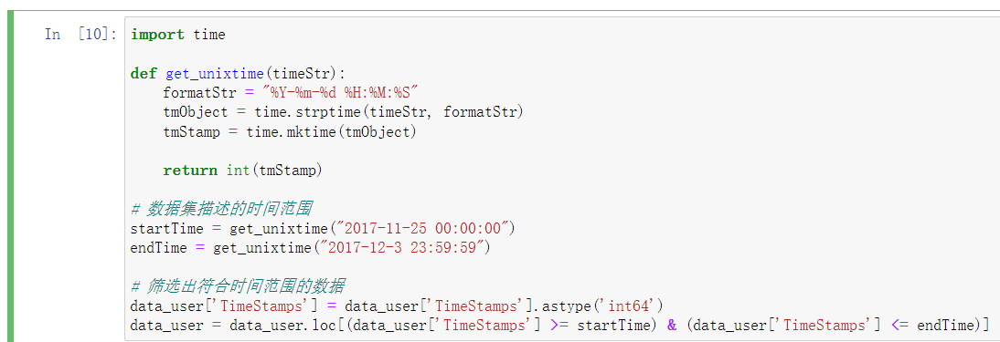 In [10]: import time
def get_unixtime(timeStr):
formatStr = "%Y-%m-%d %H:%M:%S"
tmObject = time.strptime(timeStr, formatStr)
tmStamp = time.mktime(tmObject)
return int(tmStamp)
# 数据集描述的时间范围
startTime = get_unixtime("2017-11-25 00:00:00")
endTime = get_unixtime("2017-12-3 23:59:59")
# 筛选出符合时间范围的数据
data_user['TimeStamps'] = data_user['TimeStamps'].astype('int64')
data_user = data_user.loc[(data_user['TimeStamps'] >= startTime) & (data_user['TimeStamps'] <= endTime)]